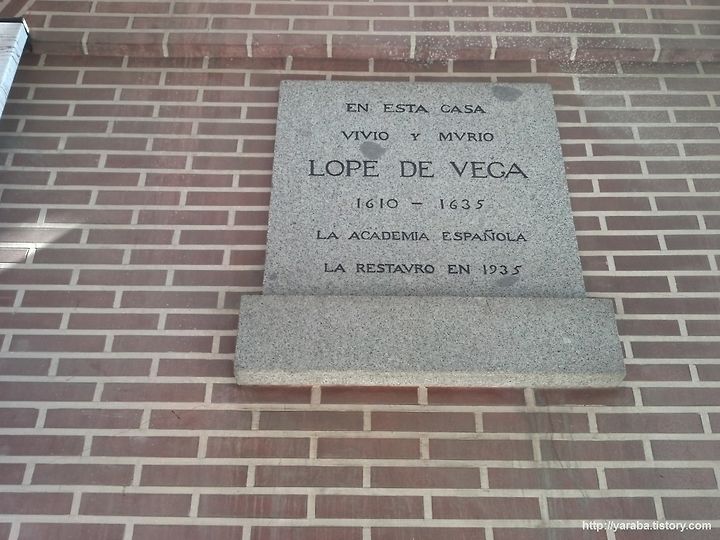 EN ESTA CASA
VIVIO Y MVRIO
LOPE DE VEGA
1610 - 1635
LA ACADEMIA ESPAÑOLA
LA RESTAVRO EN 1935
http://yaraba.tistory.com